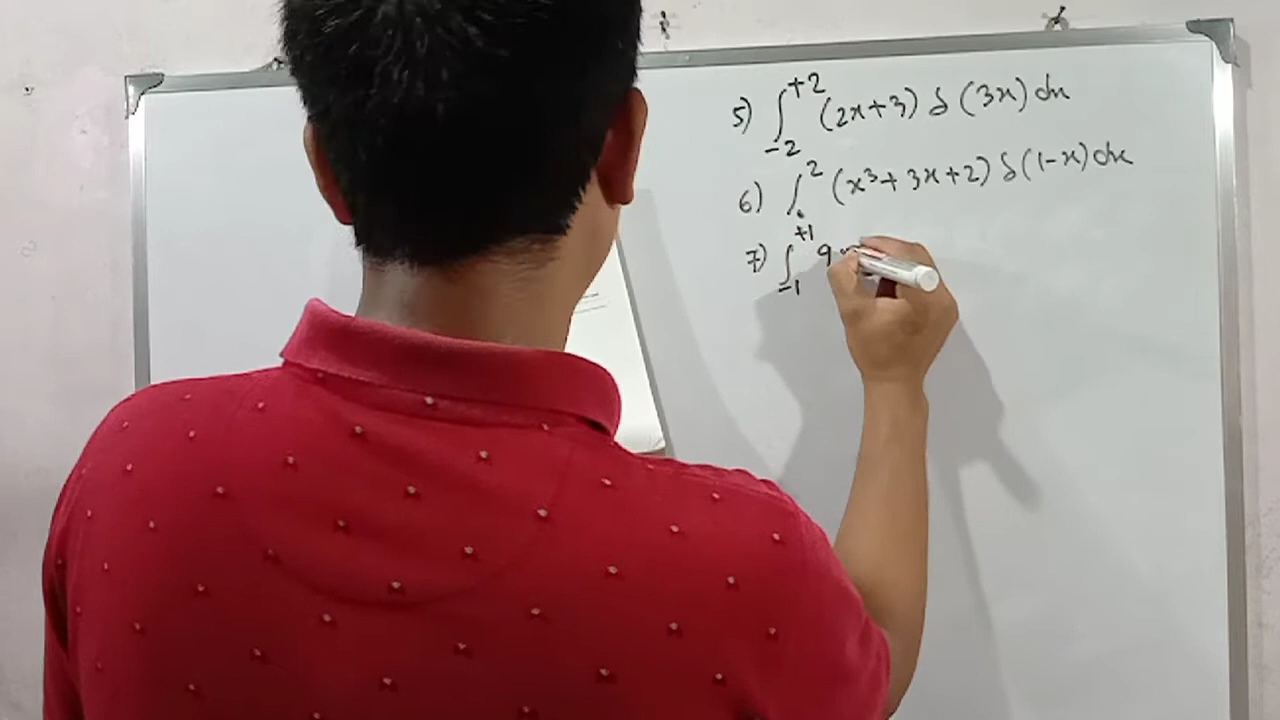 5) ∫₋₂⁺² (2x+3) δ(3x) dx
6) ∫₀² (x³+3x+2) δ(1-x) dx
7) ∫₋₁⁺¹ 9